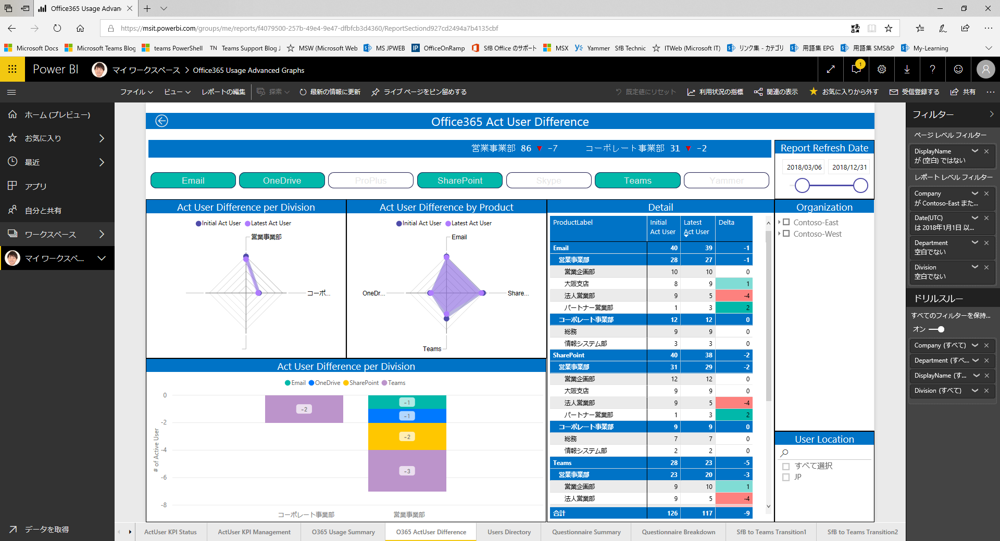 Office365 Usage Advan
https://msit.powerbi.com/groups/me/reports/f4079500-257b-49e4-9e47-dfbfcb3d4360/ReportSectiond927cd2494a7b4135cbf
Microsoft Docs Microsoft Teams Blog teams PowerShell TN Teams Support Blog J MSW (Microsoft Web MS JPWEB IP OfficeOnRamp SfB Office のサポート MSX Yammer SfB Technic ITWeb (Microsoft IT) リンク集 - カテゴリ 用語集 EPG 用語集 SMS&P My-Learning
Power BI マイ ワークスペース > Office365 Usage Advanced Graphs 1
ファイル ビュー レポートの編集 探索 最新の情報に更新 ライブ ページをピン留めする 既定値にリセット 利用状況の指標 関連の表示 お気に入りから外す 受信登録する 共有
ホーム (プレビュー)
お気に入り
最近
アプリ
自分と共有
ワークスペース
マイ ワークスペ...
データを取得
Office365 Act User Difference
営業事業部 86 ▼ -7 コーポレート事業部 31 ▼ -2
Email OneDrive ProPlus SharePoint Skype Teams Yammer
Report Refresh Date
2018/03/06 2018/12/31
Act User Difference per Division
Initial Act User Latest Act User
営業事業部
コーポ...
Act User Difference by Product
Initial Act User Latest Act User
Email
OneDr...
Share...
Teams
Act User Difference per Division
Email OneDrive SharePoint Teams
# of Active User
0
-2
-4
-6
-8
-2
-1
-1
-2
-3
コーポレート事業部 営業事業部
Detail
ProductLabel Initial Act User Latest Act User Delta
Email 40 39 -1
営業事業部 28 27 -1
営業企画部 10 10 0
大阪支店 8 9 1
法人営業部 9 5 -4
パートナー営業部 1 3 2
コーポレート事業部 12 12 0
総務 9 9 0
情報システム部 3 3 0
SharePoint 40 38 -2
営業事業部 31 29 -2
営業企画部 12 12 0
大阪支店 9 9 0
法人営業部 9 5 -4
パートナー営業部 1 3 2
コーポレート事業部 9 9 0
総務 7 7 0
情報システム部 2 2 0
Teams 28 23 -5
営業事業部 23 20 -3
営業企画部 9 10 1
法人営業部 9 5 -4
合計 126 117 -9
Organization
Contoso-East
Contoso-West
User Location
すべて選択
JP
フィルター
ページ レベル フィルター
DisplayName
が (空白) ではない
レポート レベル フィルター
Company
が Contoso-East また...
Date(UTC)
は 2018年1月1日 以...
Department
空白でない
Division
空白でない
ドリルスルー
すべてのフィルターを保持...
オン
Company (すべて)
Department (すべ...
DisplayName (す...
Division (すべて)
ActUser KPI Status ActUser KPI Management O365 Usage Summary O365 ActUser Difference Users Directory Questionnaire Summary Questionnaire Breakdown SfB to Teams Transition1 SfB to Teams Transition2